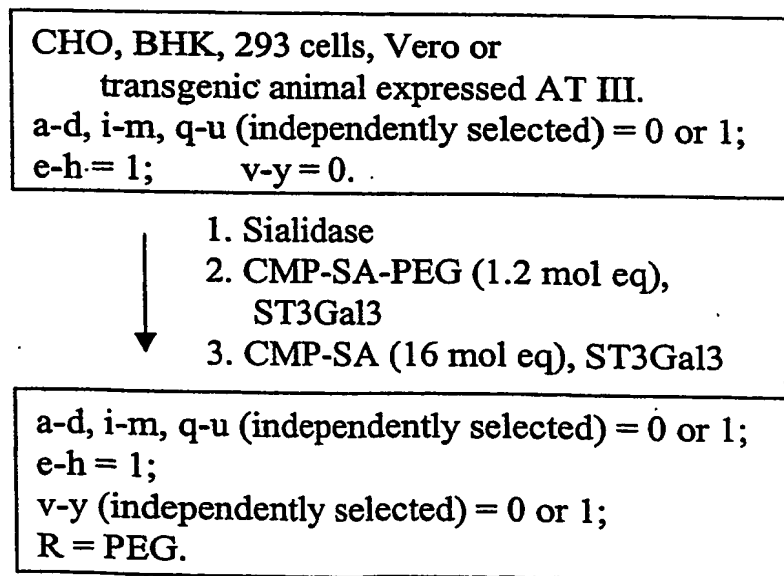 CHO, BHK, 293 cells, Vero or
transgenic animal expressed AT III.
a-d, i-m, q-u (independently selected) = 0 or 1;
e-h = 1; v-y = 0.
1. Sialidase
2. CMP-SA-PEG (1.2 mol eq),
ST3Gal3
3. CMP-SA (16 mol eq), ST3Gal3
a-d, i-m, q-u (independently selected) = 0 or 1;
e-h = 1;
v-y (independently selected) = 0 or 1;
R = PEG.